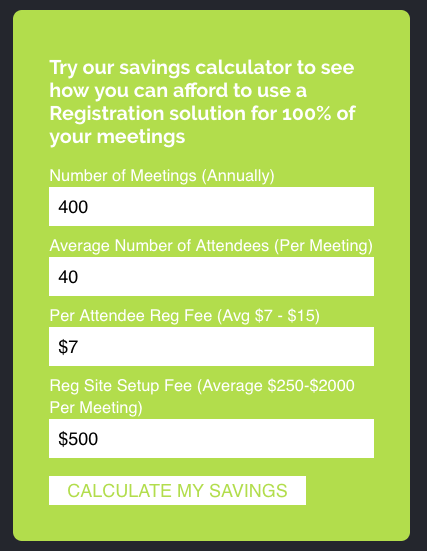 Try our savings calculator to see
how you can afford to use a
Registration solution for 100% of
your meetings
Number of Meetings (Annually)
400
Average Number of Attendees (Per Meeting)
40
Per Attendee Reg Fee (Avg $7 - $15)
$7
Reg Site Setup Fee (Average $250-$2000
Per Meeting)
$500
CALCULATE MY SAVINGS